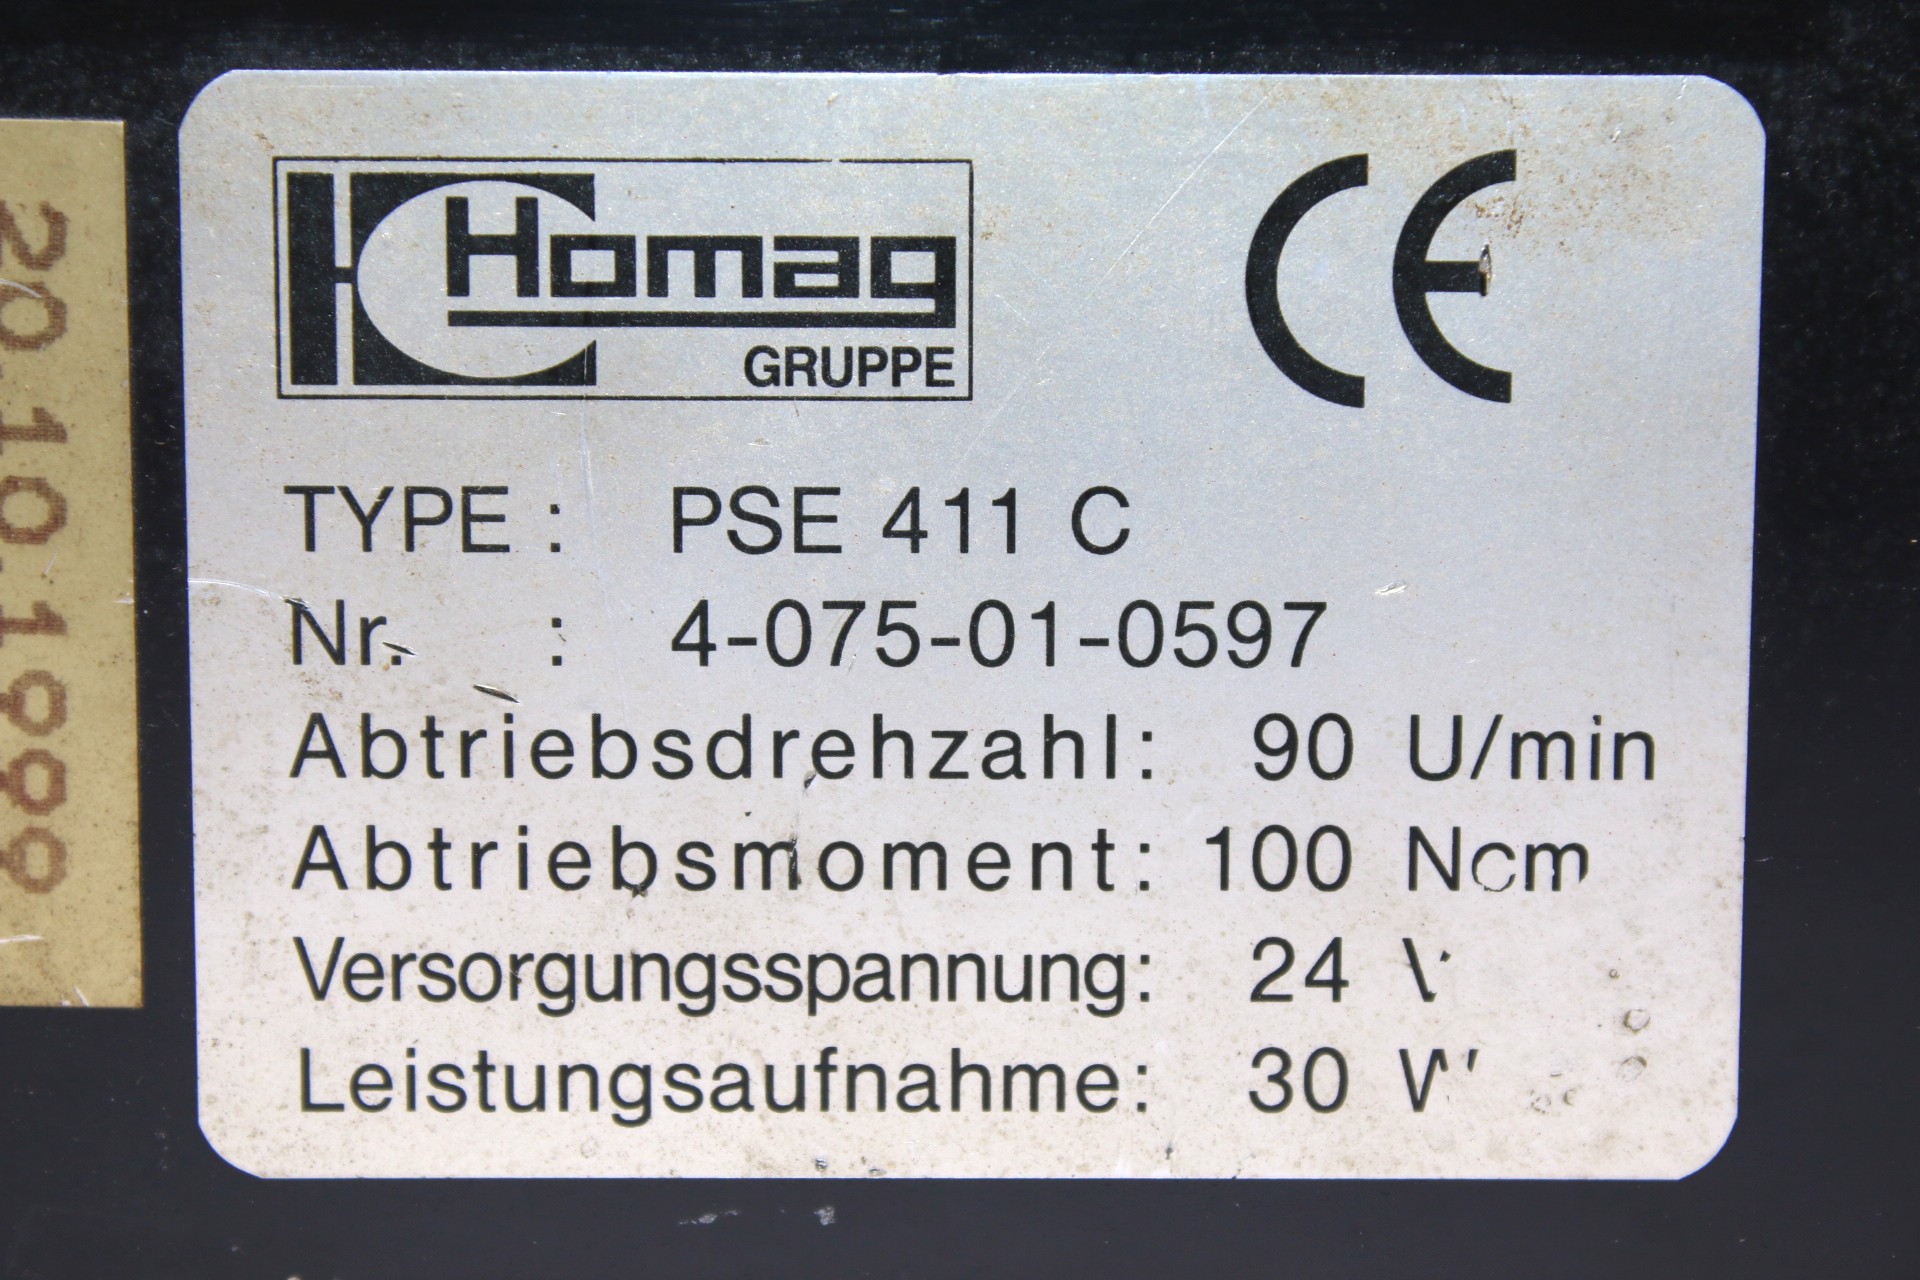 Homag
GRUPPE
CE
TYPE : PSE 411 C
Nr. : 4-075-01-0597
Abtriebsdrehzahl: 90 U/min
Abtriebsmoment: 100 Ncm
Versorgungsspannung: 24 V
Leistungsaufnahme: 30 W
20.10.1999